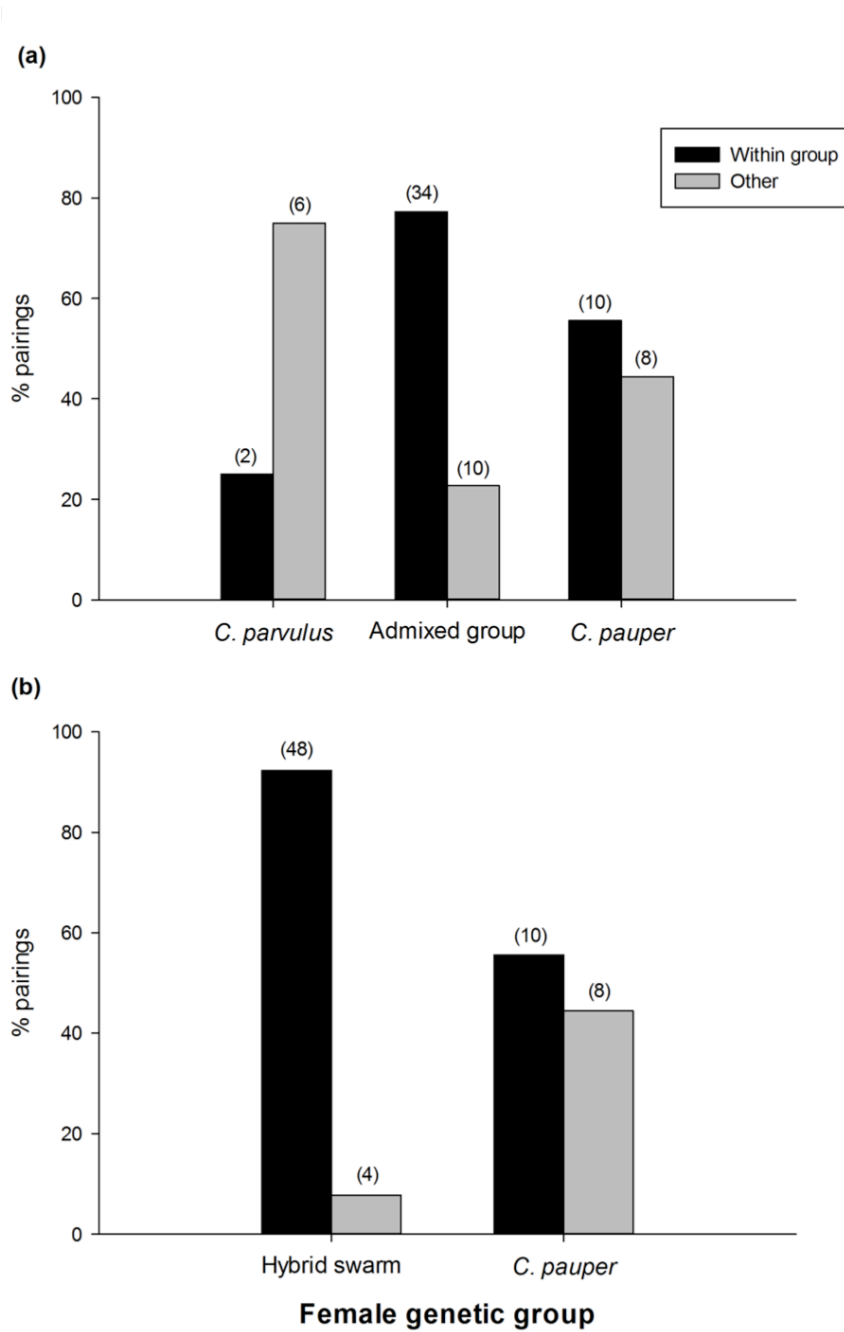 (a)
100
80
60
40
20
0
% pairings
Within group
Other
(2)
(6)
(34)
(10)
(10)
(8)
C. parvulus
Admixed group
C. pauper
(b)
100
80
60
40
20
0
% pairings
(48)
(4)
(10)
(8)
Hybrid swarm
C. pauper
Female genetic group